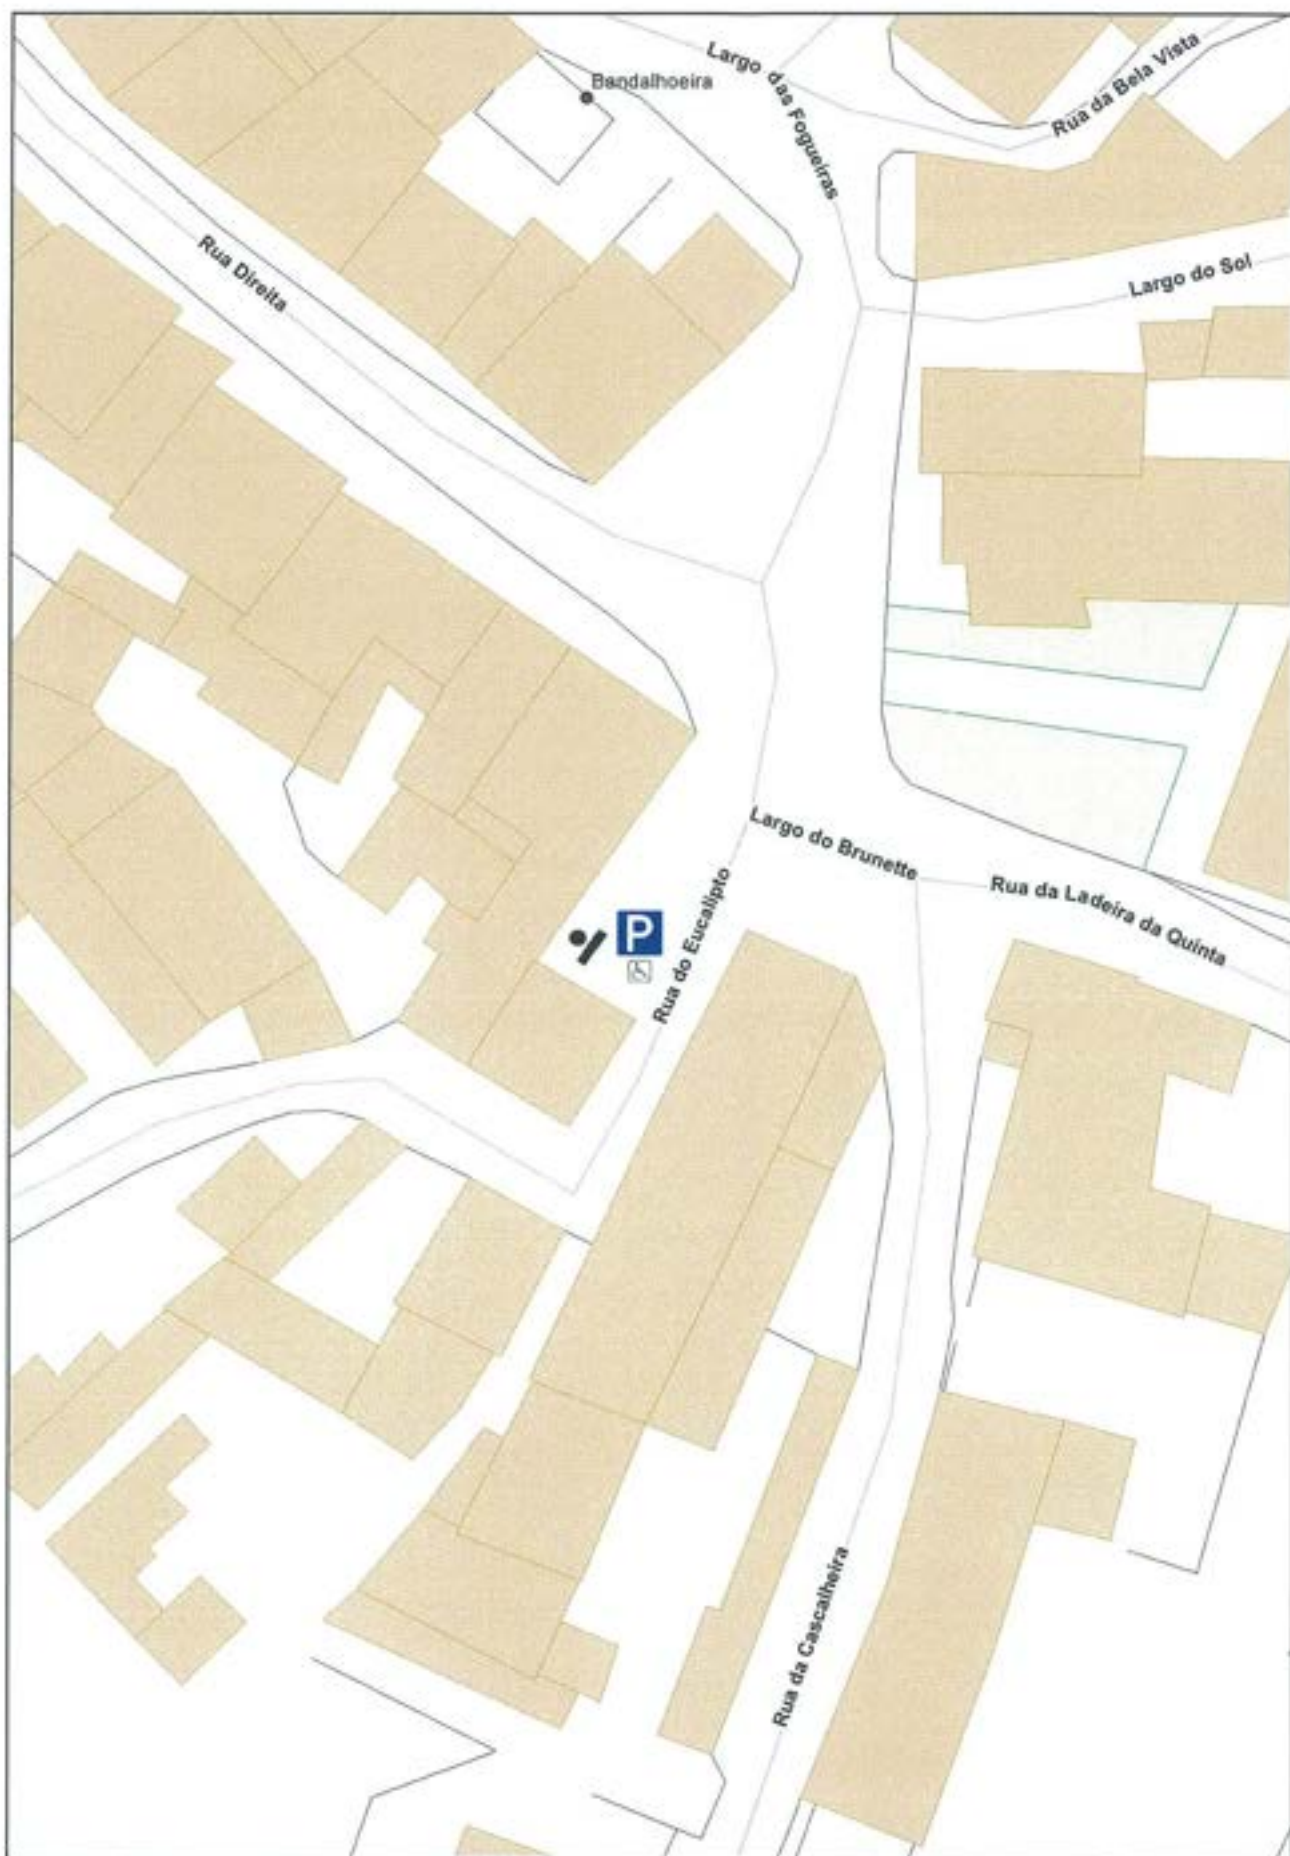 Largo das Fogueiras
Bandalhoeira
Rua da Bela Vista
Rua Direita
Largo do Sol
Largo do Brunette
Rua da Ladeira da Quinta
P
Rua do Eucalipto
Rua da Cascalheira